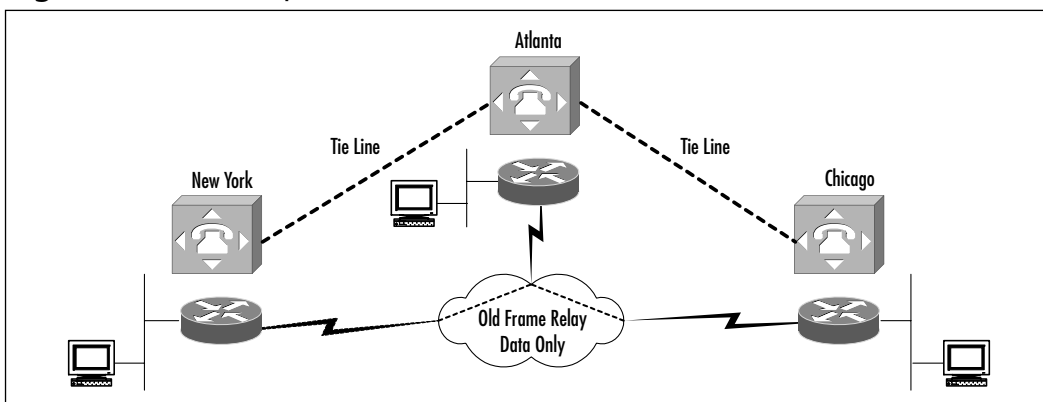 Atlanta
Tie Line
Tie Line
New York
Chicago
Old Frame Relay
Data Only